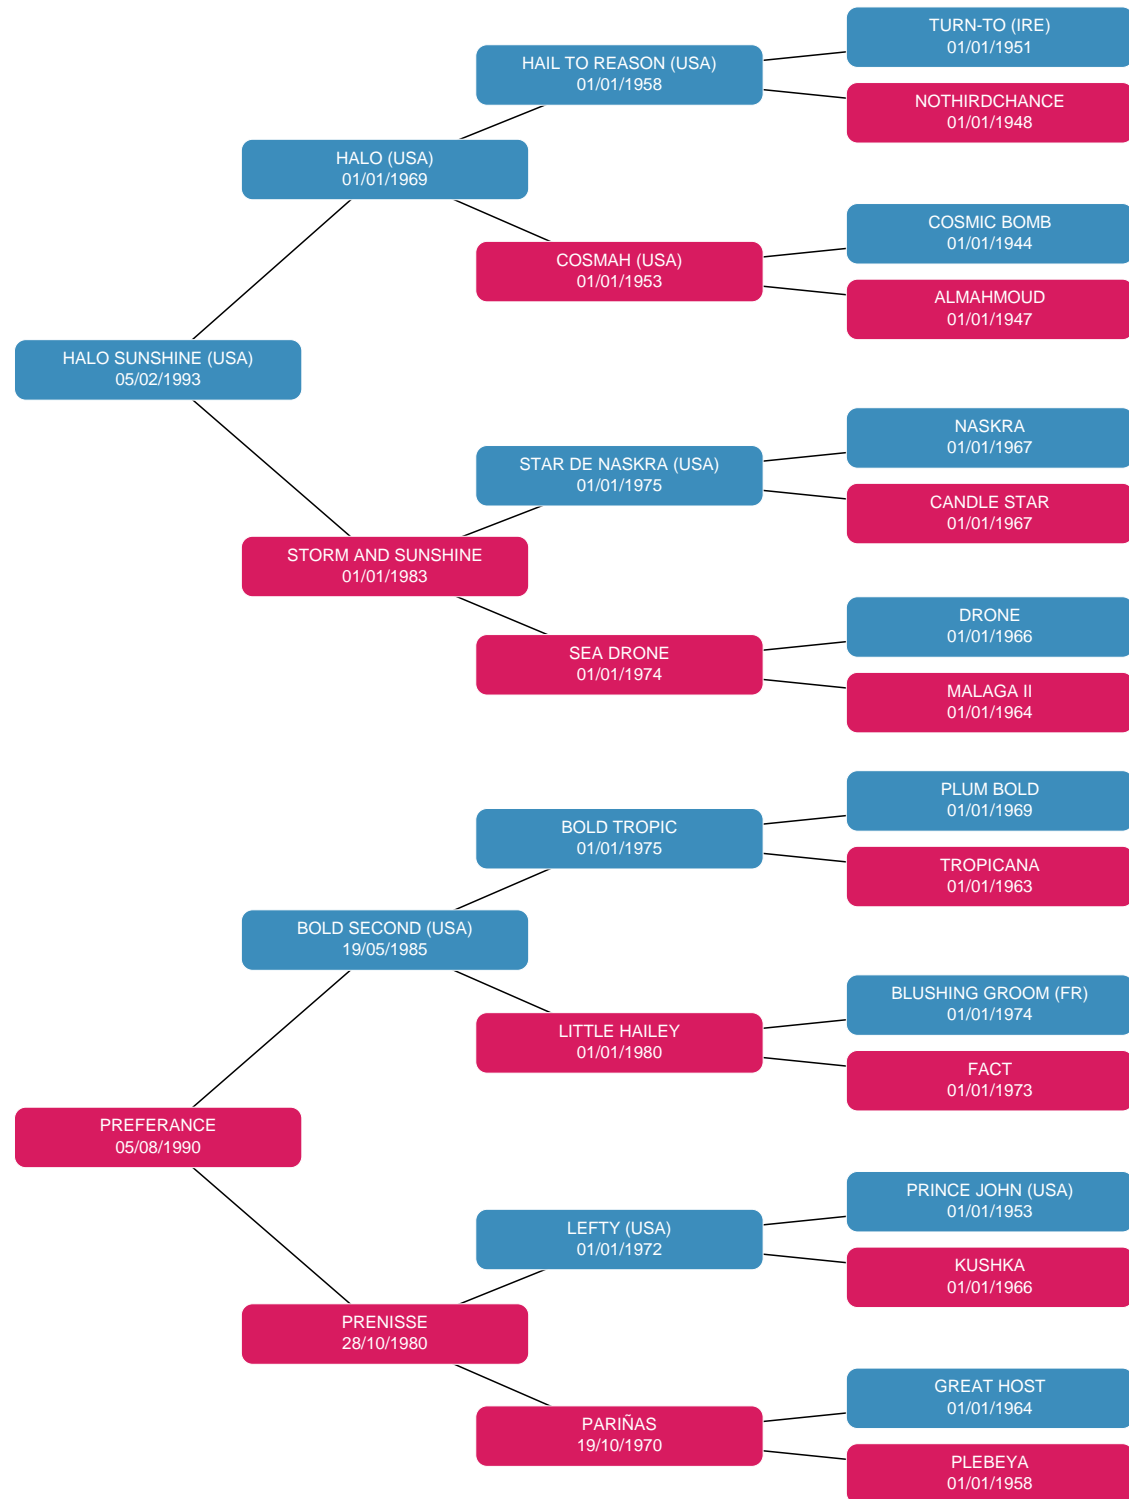 TURN-TO (IRE)
01/01/1951
HAIL TO REASON (USA)
01/01/1958
NOTHIRDCHANCE
01/01/1948
HALO (USA)
01/01/1969
COSMIC BOMB
01/01/1944
COSMAH (USA)
01/01/1953
ALMAHMOUD
01/01/1947
HALO SUNSHINE (USA)
05/02/1993
NASKRA
01/01/1967
STAR DE NASKRA (USA)
01/01/1975
CANDLE STAR
01/01/1967
STORM AND SUNSHINE
01/01/1983
DRONE
01/01/1966
SEA DRONE
01/01/1974
MALAGA II
01/01/1964
PLUM BOLD
01/01/1969
BOLD TROPIC
01/01/1975
TROPICANA
01/01/1963
BOLD SECOND (USA)
19/05/1985
BLUSHING GROOM (FR)
01/01/1974
LITTLE HAILEY
01/01/1980
FACT
01/01/1973
PREFERANCE
05/08/1990
PRINCE JOHN (USA)
01/01/1953
LEFTY (USA)
01/01/1972
KUSHKA
01/01/1966
PRENISSE
28/10/1980
GREAT HOST
01/01/1964
PARIÑAS
19/10/1970
PLEBEYA
01/01/1958